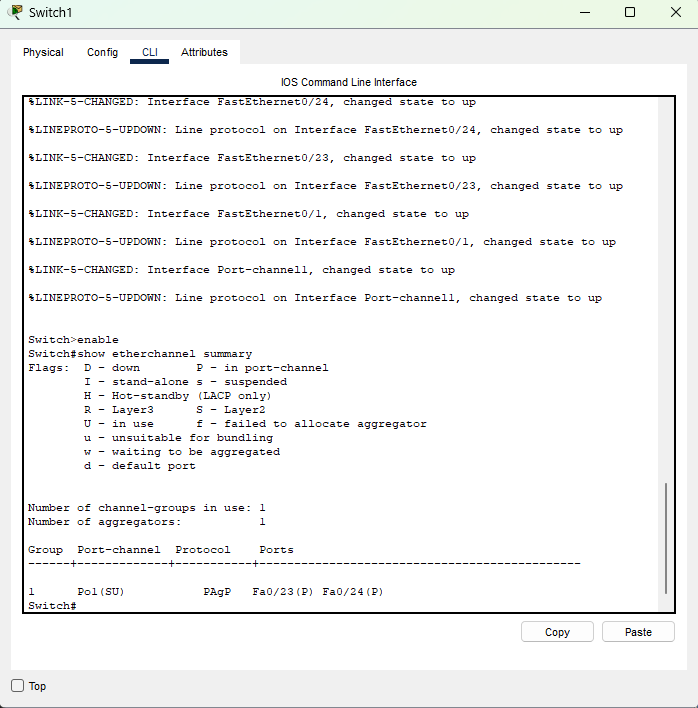 Switch1
Physical Config CLI Attributes
IOS Command Line Interface
%LINK-5-CHANGED: Interface FastEthernet0/24, changed state to up
%LINEPROTO-5-UPDOWN: Line protocol on Interface FastEthernet0/24, changed state to up
%LINK-5-CHANGED: Interface FastEthernet0/23, changed state to up
%LINEPROTO-5-UPDOWN: Line protocol on Interface FastEthernet0/23, changed state to up
%LINK-5-CHANGED: Interface FastEthernet0/1, changed state to up
%LINEPROTO-5-UPDOWN: Line protocol on Interface FastEthernet0/1, changed state to up
%LINK-5-CHANGED: Interface Port-channel1, changed state to up
%LINEPROTO-5-UPDOWN: Line protocol on Interface Port-channel1, changed state to up
Switch>enable
Switch#show etherchannel summary
Flags:  D - down        P - in port-channel
        I - stand-alone s - suspended
        H - Hot-standby (LACP only)
        R - Layer3      S - Layer2
        U - in use      f - failed to allocate aggregator
        u - unsuitable for bundling
        w - waiting to be aggregated
        d - default port
Number of channel-groups in use: 1
Number of aggregators:           1
Group  Port-channel  Protocol    Ports
------+-------------+-----------+----------------------------------------------
1      Po1(SU)           PAgP   Fa0/23(P) Fa0/24(P)
Switch#
Copy Paste
Top